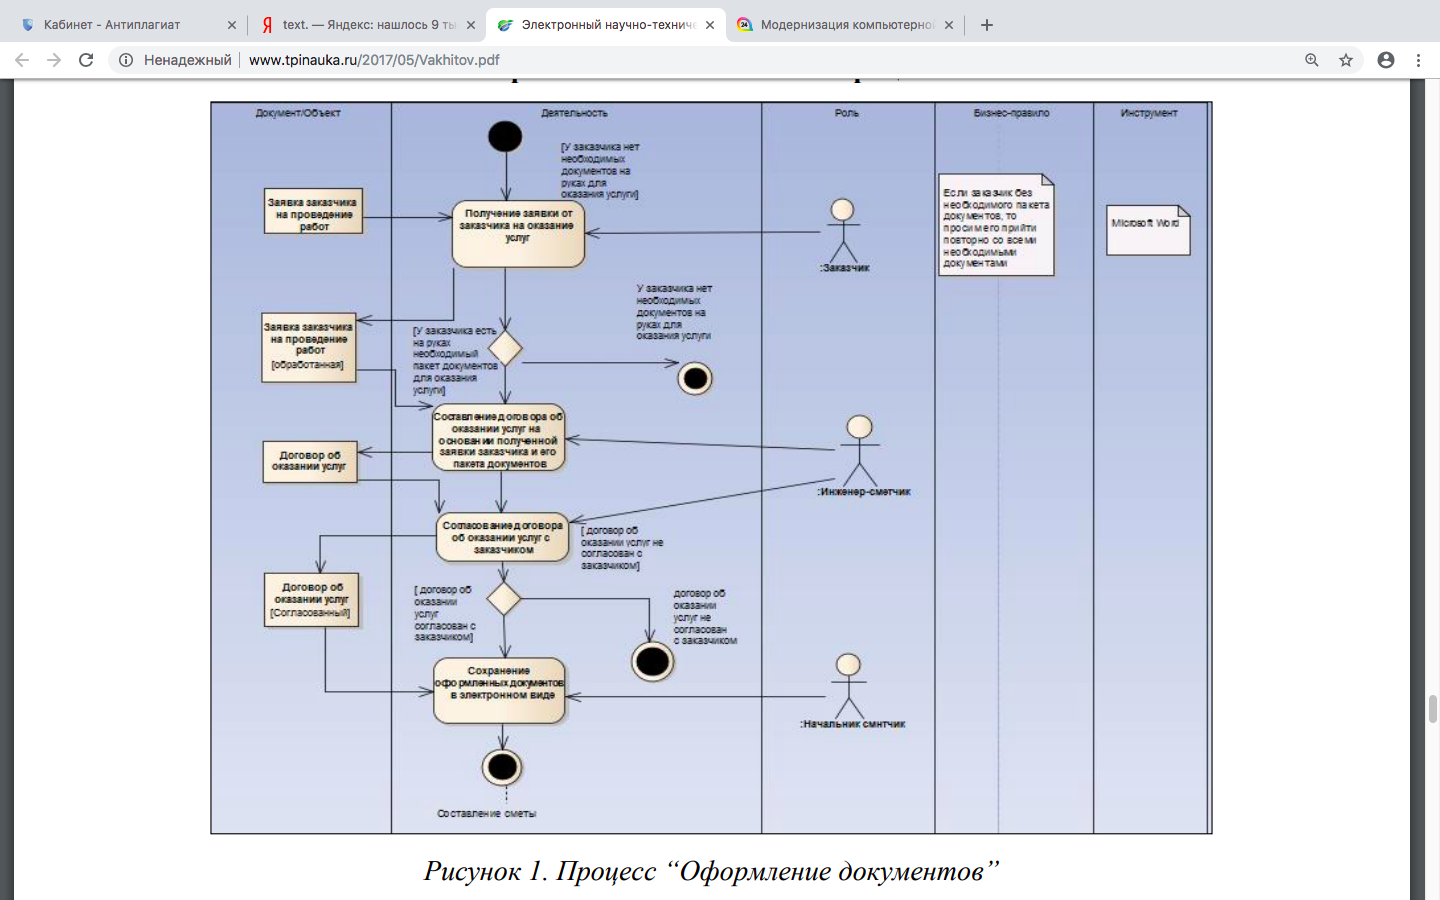 Кабинет - Антиплагиат
text. — Яндекс: нашлось 9 ты
Электронный научно-техниче
Модернизация компьютерно
Ненадежный
www.tpinauka.ru/2017/05/Vakhitov.pdf
Документ/Объект
Деятельность
Роль
Бизнес-правило
Инструмент
[У заказчика нет
необходимых
документов на
руках для
оказания услуги]
Заявка заказчика
на проведение
работ
Получение заявки от
заказчика на оказание
услуг
:Заказчик
Если заказчик без
необходимого пакета
документов, то
просим его прийти
повторно со всеми
необходимыми
документами
Microsoft Word
У заказчика нет
необходимых
документов на
руках для
оказания услуги
Заявка заказчика
на проведение
работ
[обработанная]
[У заказчика есть
на руках
необходимый
пакет документов
для оказания
услуги]
Составление договора об
оказании услуг на
основании полученной
заявки заказчика и его
пакета документов
Договор об
оказании услуг
:Инженер-сметчик
Согласование договора
об оказании услуг с
заказчиком
[ договор об
оказании услуг не
согласован с
заказчиком]
Договор об
оказании услуг
[Согласованный]
[ договор об
оказании
услуг
согласован с
заказчиком]
договор об
оказании
услуг не
согласован
с заказчиком
Сохранение
оформленных документов
в электронном виде
:Начальник смнтчик
Составление сметы
Рисунок 1. Процесс “Оформление документов”